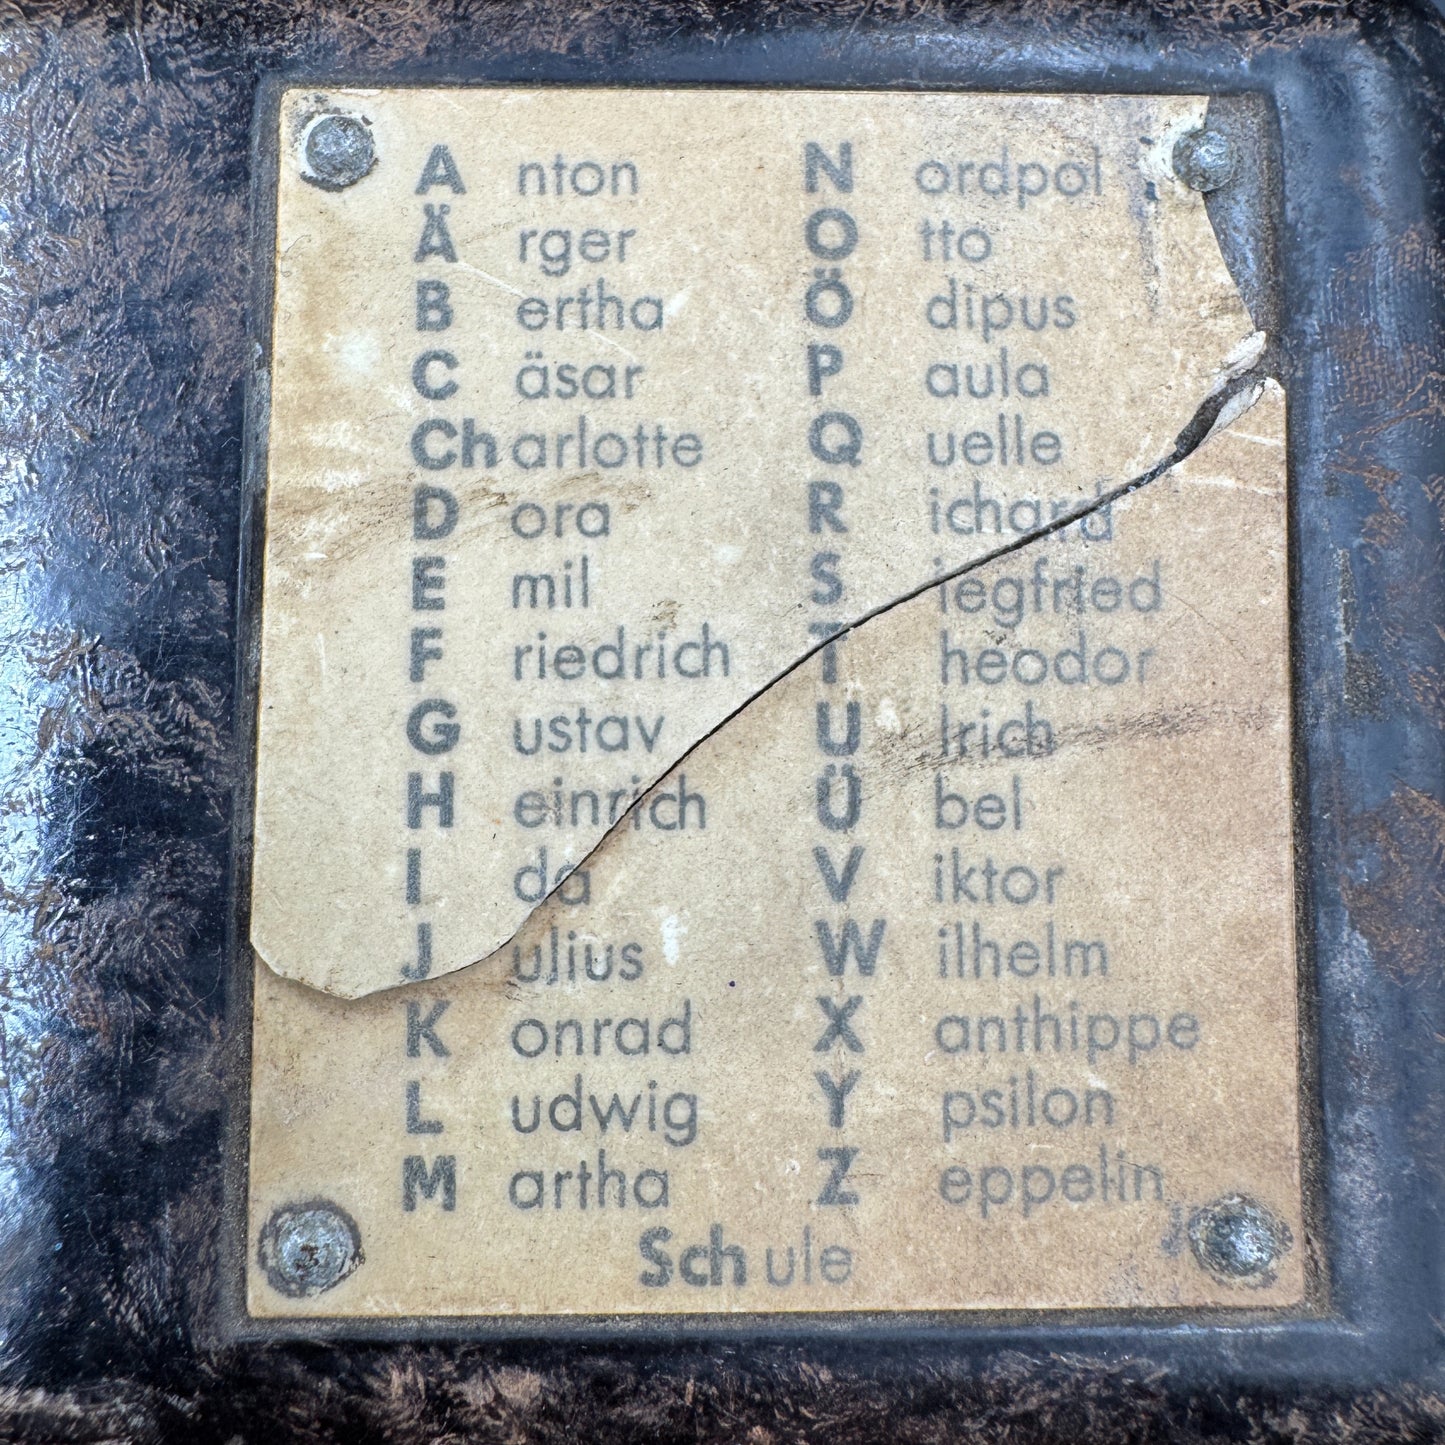 A nton
Ä rger
B ertha
C äsar
Ch arlotte
D ora
E mil
F riedrich
G ustav
H einrich
I da
J ulius
K onrad
L udwig
M artha
N ordpol
O tto
Ö dipus
P aula
Q uelle
R ichard
S iegfried
T heodor
U lrich
Ü bel
V iktor
W ilhelm
X anthippe
Y psilon
Z eppelin
Sch ule